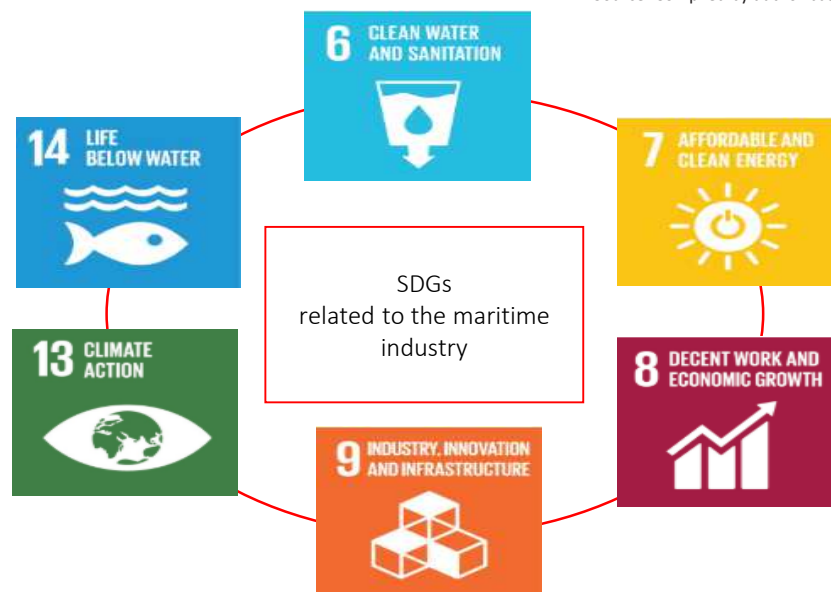 6 CLEAN WATER
AND SANITATION
14 LIFE
BELOW WATER
7 AFFORDABLE AND
CLEAN ENERGY
SDGs
related to the maritime
industry
13 CLIMATE
ACTION
8 DECENT WORK AND
ECONOMIC GROWTH
9 INDUSTRY, INNOVATION
AND INFRASTRUCTURE